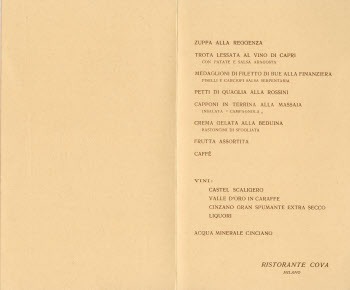 ZUPPA ALLA REGGENZA
TROTA LESSATA AL VINO DI CAPRI
CON PATATE E SALSA ARAGOSTA
MEDAGLIONI DI FILETTO DI BUE ALLA FINANZIERA
PISELLI E CARCIOFI SALSA SERPENTARIA
PETTI DI QUAGLIA ALLA ROSSINI
CAPPONI IN TERRINA ALLA MASSAIA
INSALATA "CAMPAGNOLA"
CREMA GELATA ALLA BEDUINA
BASTONCINI DI SFOGLIATA
FRUTTA ASSORTITA
CAFFÈ
VINI:
CASTEL SCALIGERO
VALLE D'ORO IN CARAFFE
CINZANO GRAN SPUMANTE EXTRA SECCO
LIQUORI
ACQUA MINERALE CINCIANO
RISTORANTE COVA
MILANO